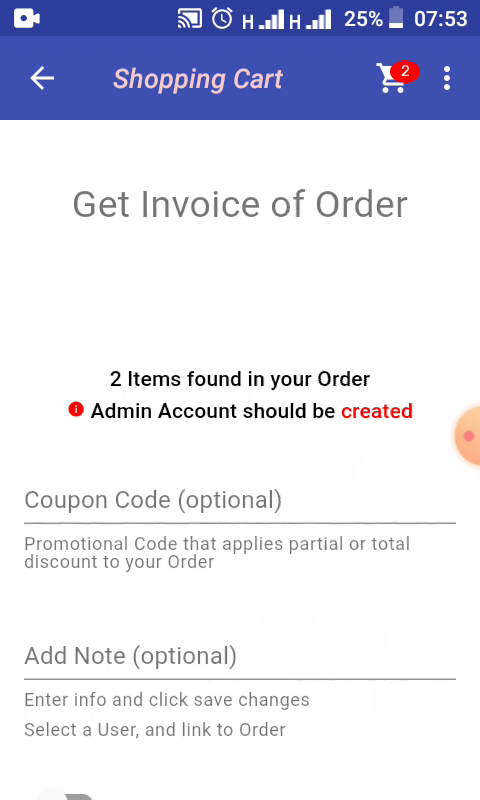 H H 25% 07:53
Shopping Cart 2
Get Invoice of Order
2 Items found in your Order
Admin Account should be created
Coupon Code (optional)
Promotional Code that applies partial or total
discount to your Order
Add Note (optional)
Enter info and click save changes
Select a User, and link to Order